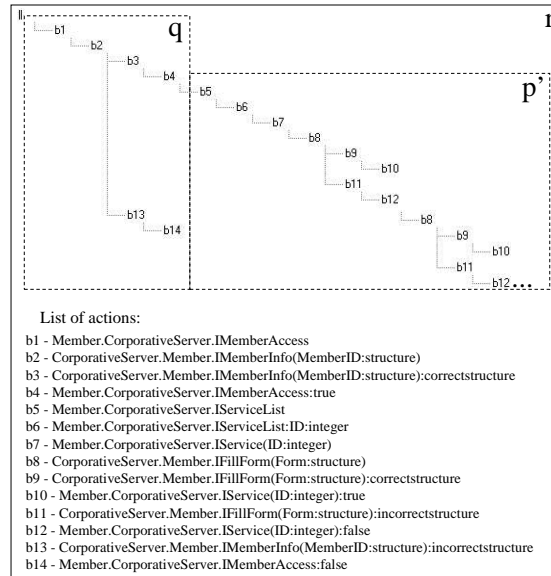 q
r
b1
b2
b3
p’
b4
b5
b6
b7
b8
b9
b10
b11
b12
b13
b8
b14
b9
b10
b11
b12...
List of actions:
b1 - Member.CorporativeServer.IMemberAccess
b2 - CorporativeServer.Member.IMemberInfo(MemberID:structure)
b3 - CorporativeServer.Member.IMemberInfo(MemberID:structure):correctstructure
b4 - Member.CorporativeServer.IMemberAccess:true
b5 - Member.CorporativeServer.IServiceList
b6 - Member.CorporativeServer.IServiceList:ID:integer
b7 - Member.CorporativeServer.IService(ID:integer)
b8 - CorporativeServer.Member.IFillForm(Form:structure)
b9 - CorporativeServer.Member.IFillForm(Form:structure):correctstructure
b10 - Member.CorporativeServer.IService(ID:integer):true
b11 - CorporativeServer.Member.IFillForm(Form:structure):incorrectstructure
b12 - Member.CorporativeServer.IService(ID:integer):false
b13 - CorporativeServer.Member.IMemberInfo(MemberID:structure):incorrectstructure
b14 - Member.CorporativeServer.IMemberAccess:false